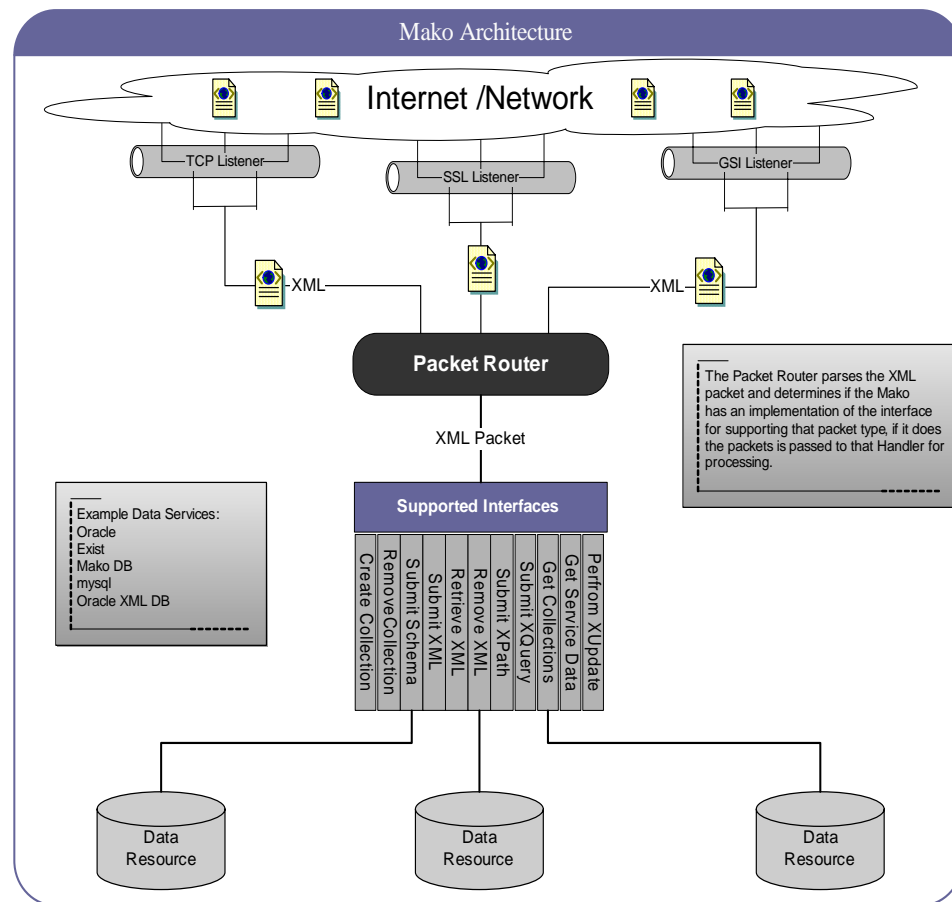 Mako Architecture
Internet /Network
TCP Listener
SSL Listener
GSI Listener
XML
XML
Packet Router
The Packet Router parses the XML
packet and determines if the Mako
has an implementation of the interface
for supporting that packet type, if it does
the packets is passed to that Handler for
processing.
XML Packet
Example Data Services:
Oracle
Exist
Mako DB
mysql
Oracle XML DB
Supported Interfaces
Create Collection
RemoveCollection
Submit Schema
Submit XML
Retrieve XML
Remove XML
Submit XPath
Submit XQuery
Get Collections
Get Service Data
Perfrom XUpdate
Data
Resource
Data
Resource
Data
Resource